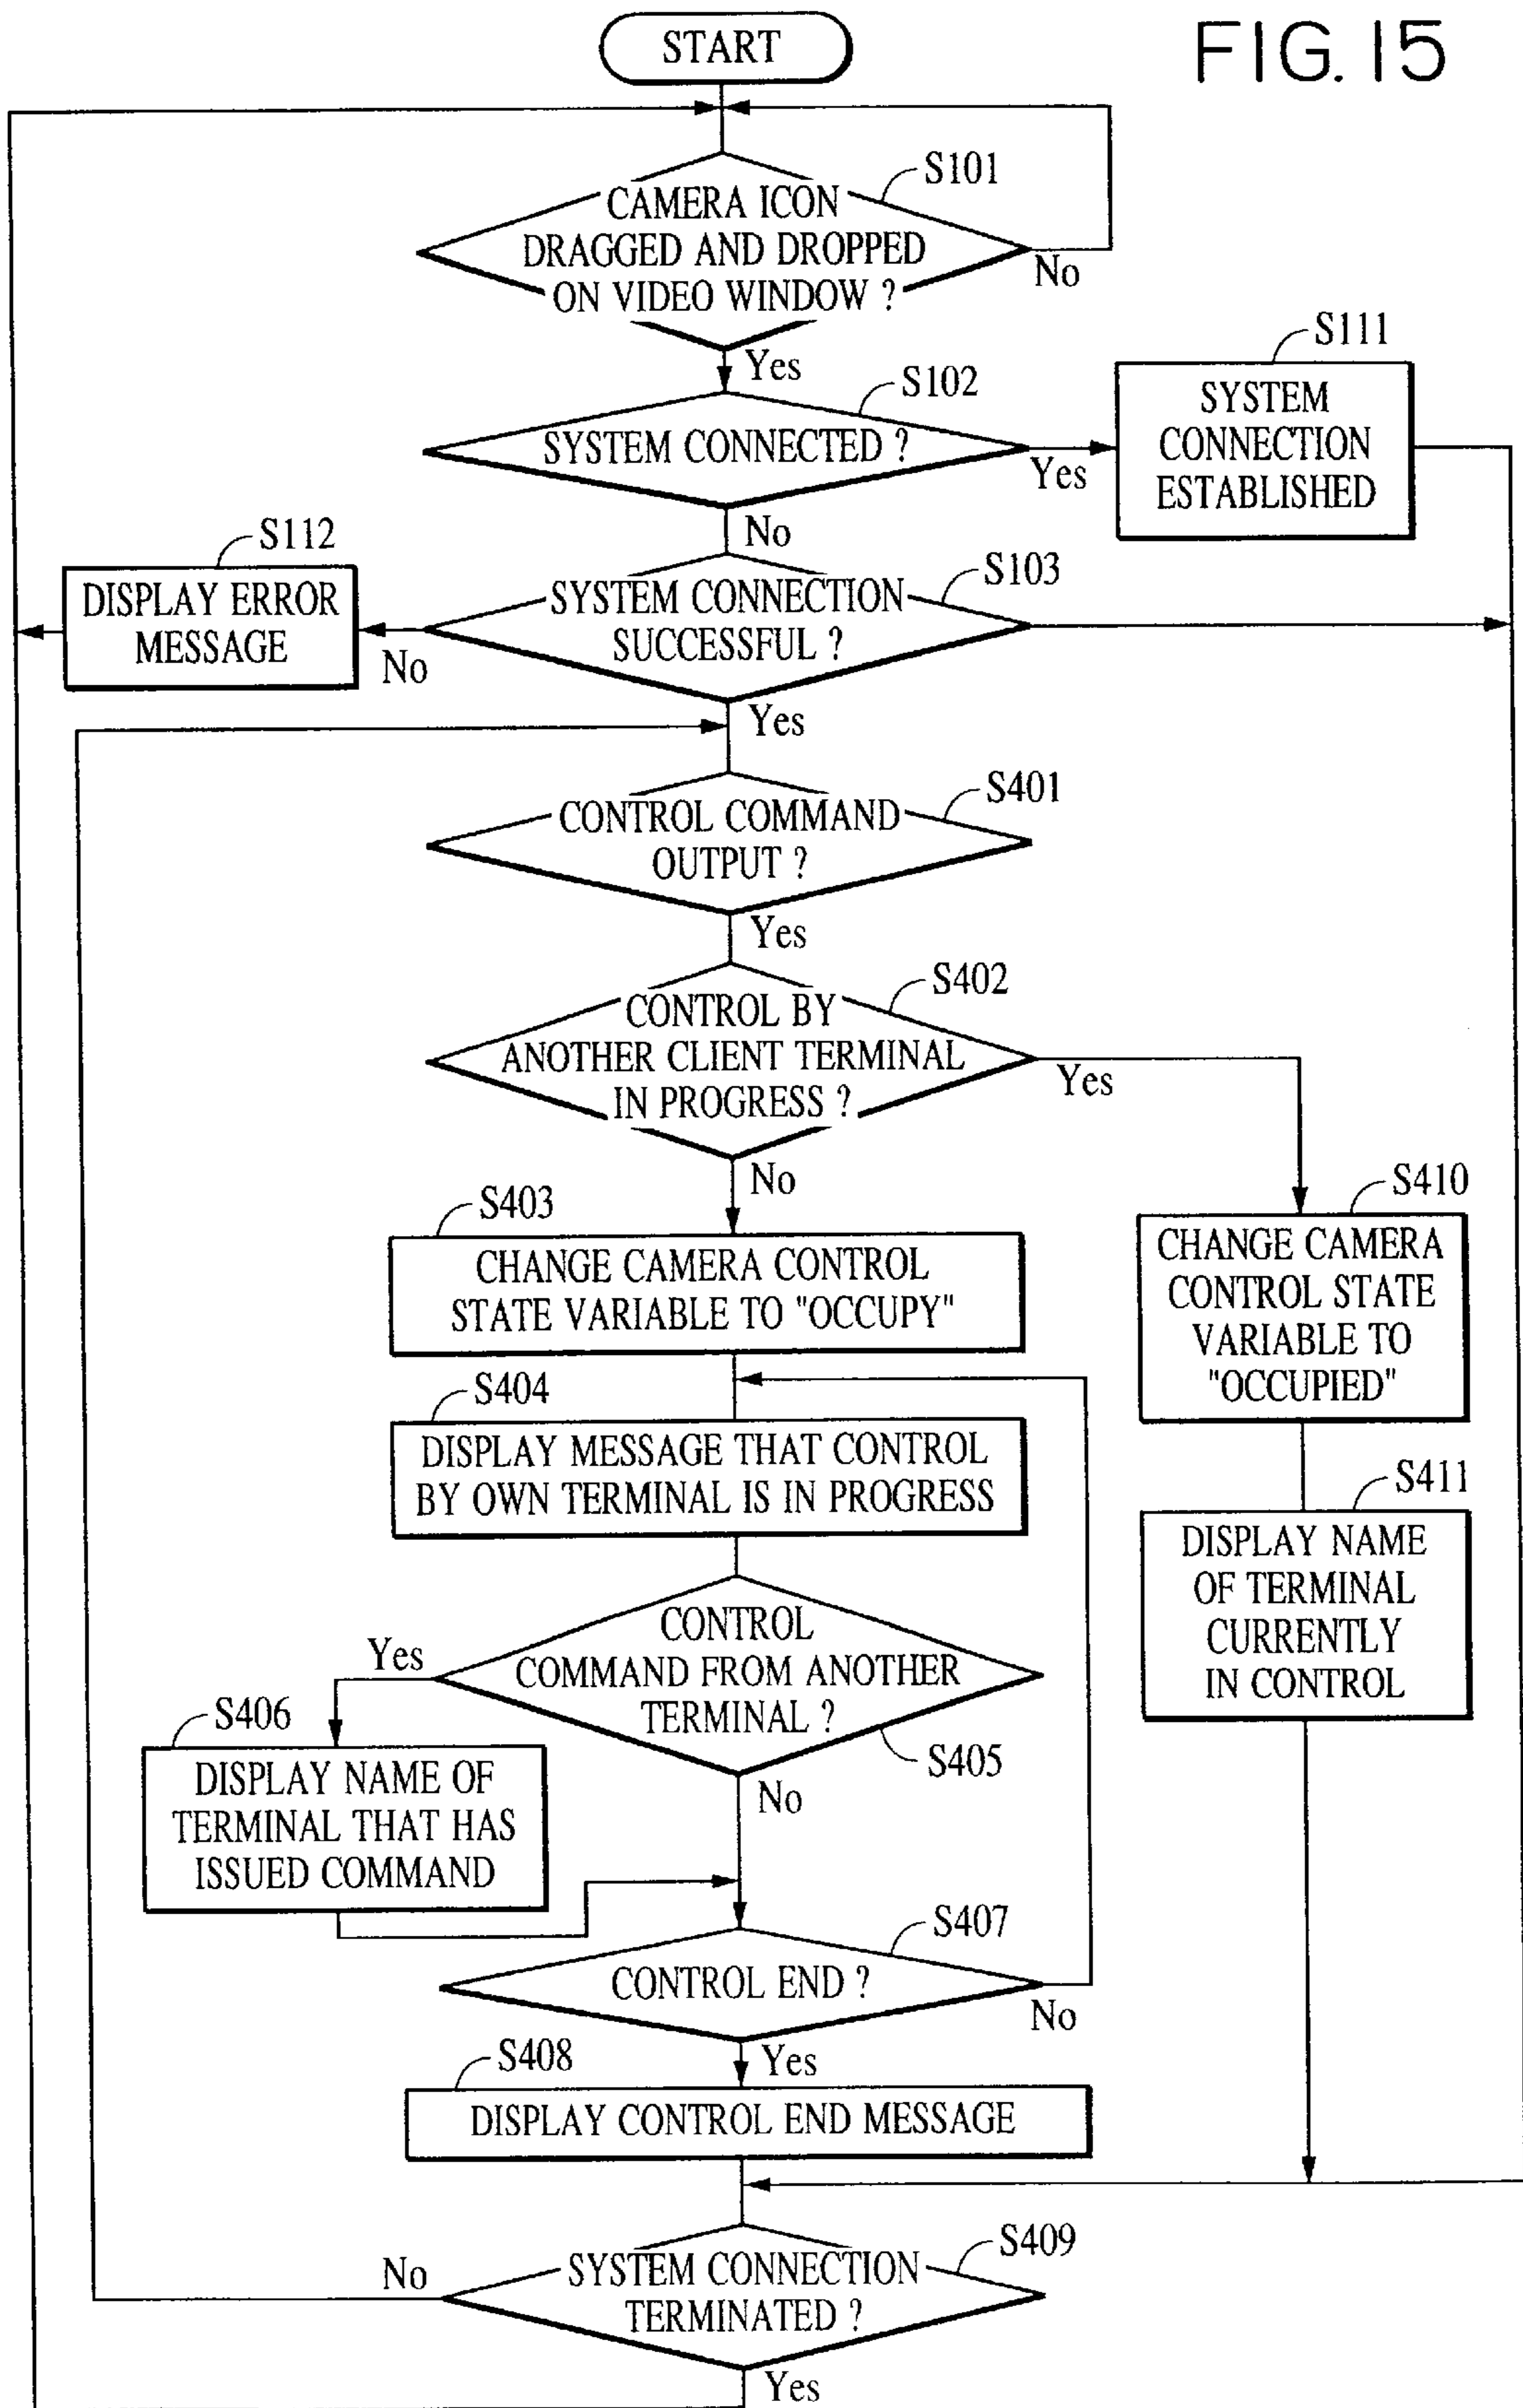 FIG. 15
START
S101
CAMERA ICON
DRAGGED AND DROPPED
ON VIDEO WINDOW ?
No
Yes
S102
SYSTEM CONNECTED ?
Yes
S111
SYSTEM
CONNECTION
ESTABLISHED
No
S112
DISPLAY ERROR
MESSAGE
S103
SYSTEM CONNECTION
SUCCESSFUL ?
No
Yes
S401
CONTROL COMMAND
OUTPUT ?
Yes
S402
CONTROL BY
ANOTHER CLIENT TERMINAL
IN PROGRESS ?
Yes
No
S403
CHANGE CAMERA CONTROL
STATE VARIABLE TO "OCCUPY"
S410
CHANGE CAMERA
CONTROL STATE
VARIABLE TO
"OCCUPIED"
S404
DISPLAY MESSAGE THAT CONTROL
BY OWN TERMINAL IS IN PROGRESS
S411
DISPLAY NAME
OF TERMINAL
CURRENTLY
IN CONTROL
CONTROL
COMMAND FROM ANOTHER
TERMINAL ?
Yes
S405
No
S406
DISPLAY NAME OF
TERMINAL THAT HAS
ISSUED COMMAND
S407
CONTROL END ?
No
Yes
S408
DISPLAY CONTROL END MESSAGE
S409
SYSTEM CONNECTION
TERMINATED ?
No
Yes